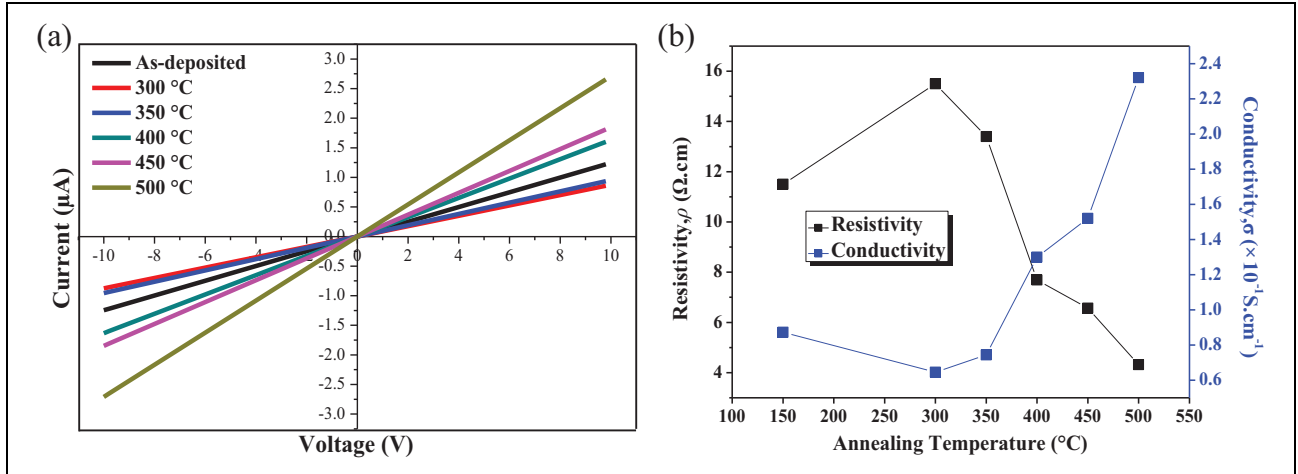 (a)
As-deposited
300 °C
350 °C
400 °C
450 °C
500 °C
3.0
2.5
2.0
1.5
1.0
0.5
0.0
-0.5
-1.0
-1.5
-2.0
-2.5
-3.0
-10 -8 -6 -4 -2 0 2 4 6 8 10
Current (µA)
Voltage (V)
(b)
16
14
12
10
8
6
4
Resistivity,ρ (Ω.cm)
Resistivity
Conductivity
2.4
2.2
2.0
1.8
1.6
1.4
1.2
1.0
0.8
0.6
Conductivity,σ (×10⁻¹S.cm⁻¹)
100 150 200 250 300 350 400 450 500 550
Annealing Temperature (°C)